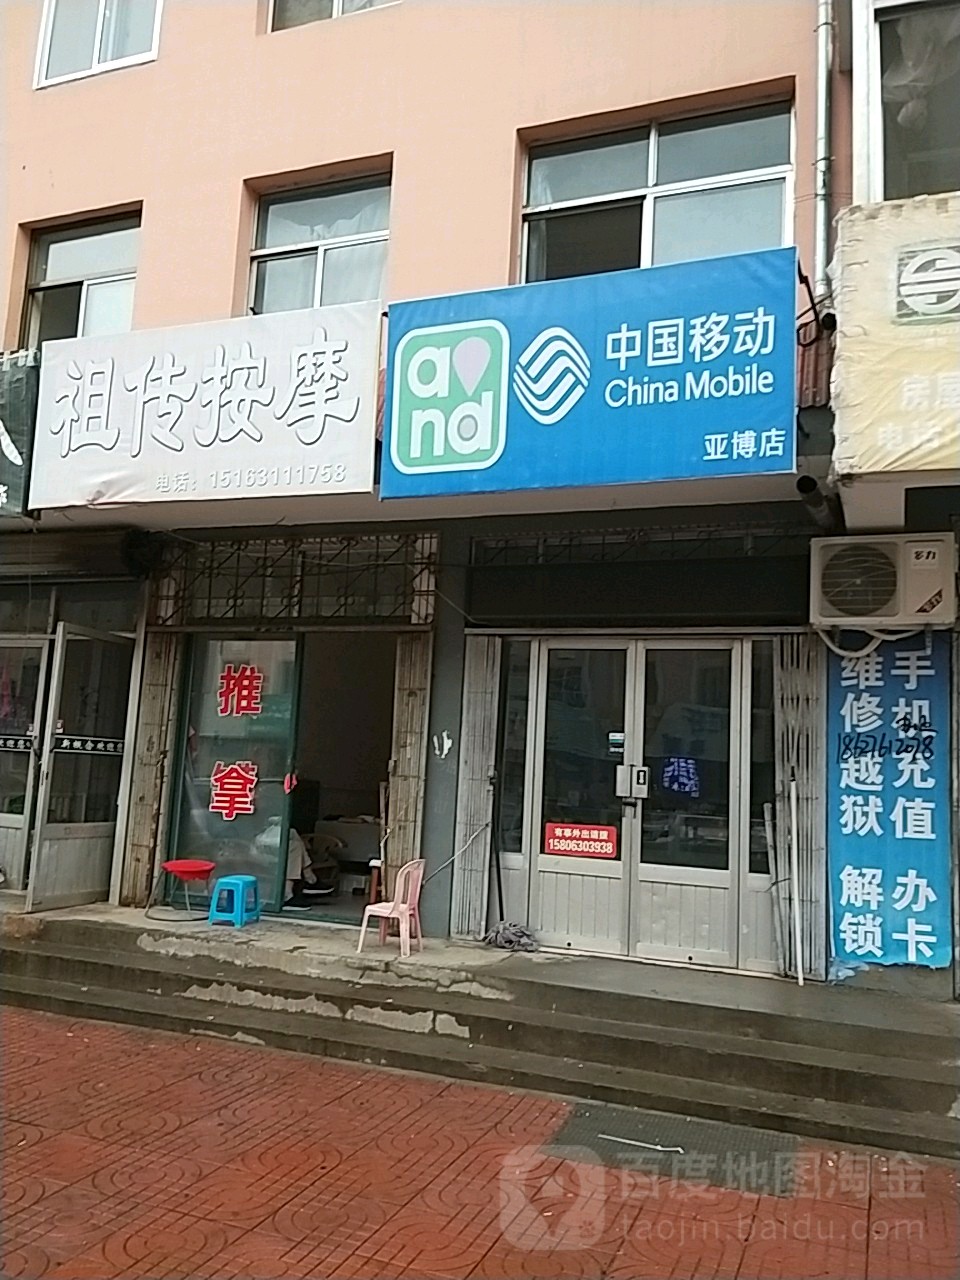 祖传按摩
电话：15163111758
and
中国移动
China Mobile
亚博店
推
拿
有事外出请拨
15806303938
手机充值 办卡
维修越狱 解锁
百度地图淘金
taojin.baidu.com